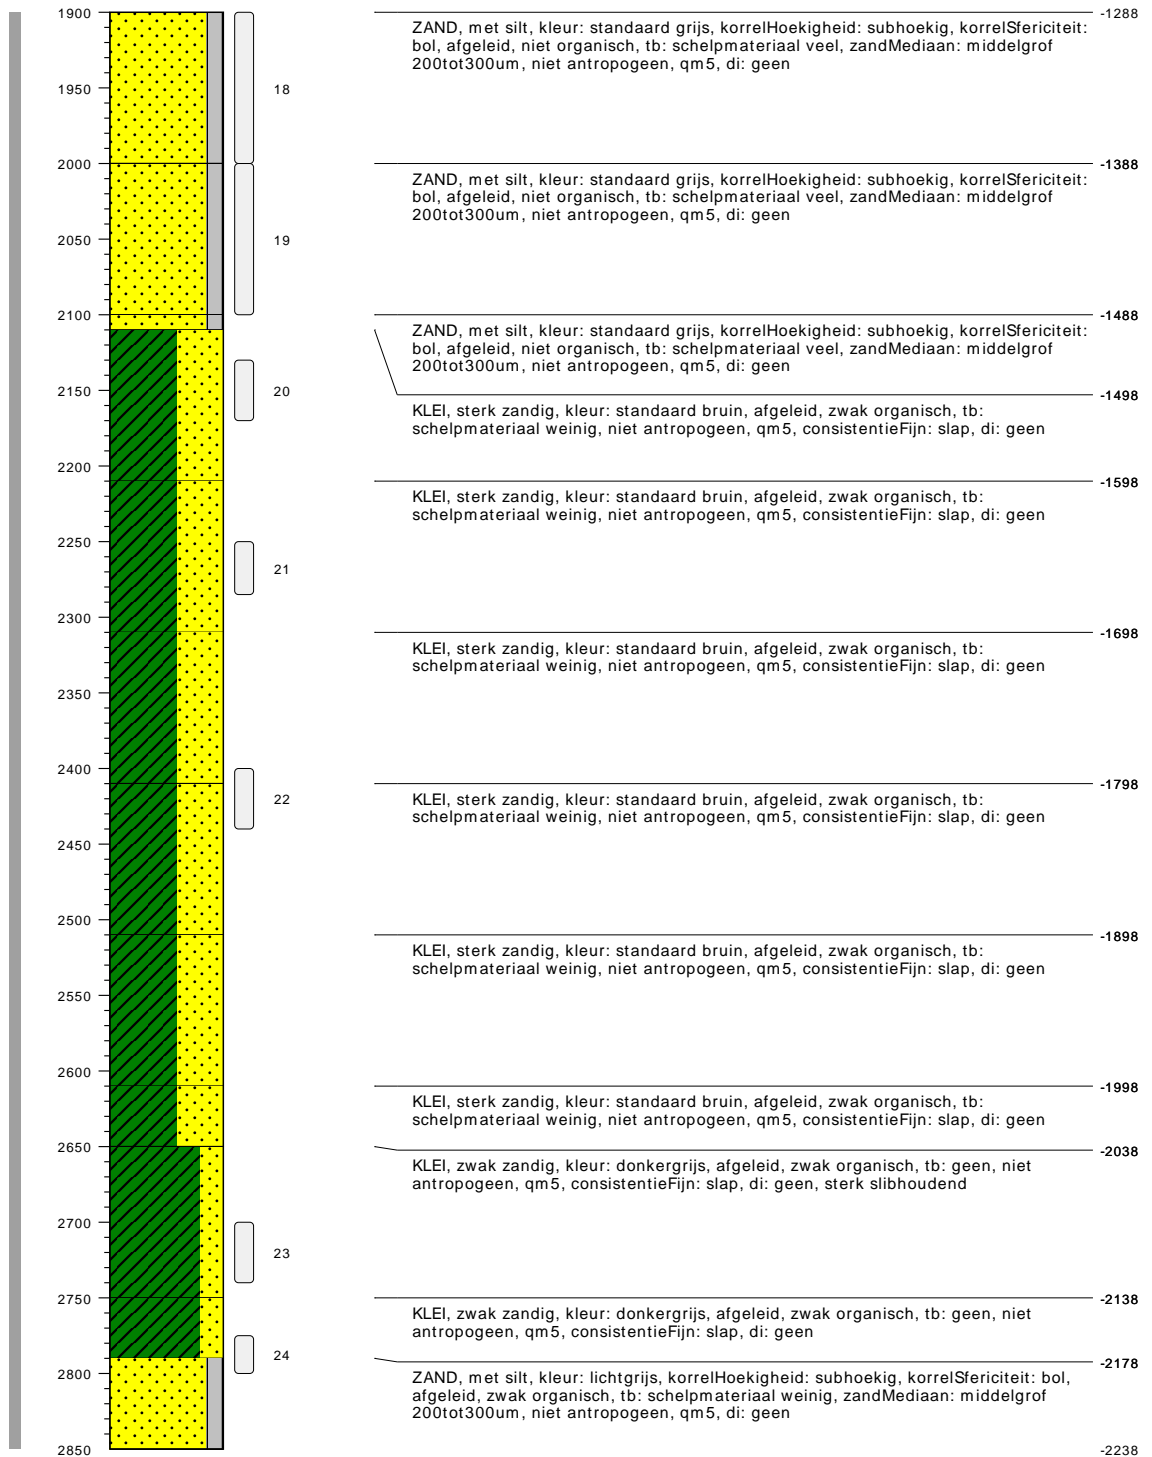 1900
-1288
ZAND, met silt, kleur: standaard grijs, korrelHoekigheid: subhoekig, korrelSfericiteit:
bol, afgeleid, niet organisch, tb: schelpmateriaal veel, zandMediaan: middelgrof
200tot300um, niet antropogeen, qm5, di: geen
1950
18
2000
-1388
ZAND, met silt, kleur: standaard grijs, korrelHoekigheid: subhoekig, korrelSfericiteit:
bol, afgeleid, niet organisch, tb: schelpmateriaal veel, zandMediaan: middelgrof
200tot300um, niet antropogeen, qm5, di: geen
2050
19
2100
-1488
ZAND, met silt, kleur: standaard grijs, korrelHoekigheid: subhoekig, korrelSfericiteit:
bol, afgeleid, niet organisch, tb: schelpmateriaal veel, zandMediaan: middelgrof
200tot300um, niet antropogeen, qm5, di: geen
2150
20
-1498
KLEI, sterk zandig, kleur: standaard bruin, afgeleid, zwak organisch, tb:
schelpmateriaal weinig, niet antropogeen, qm5, consistentieFijn: slap, di: geen
2200
-1598
KLEI, sterk zandig, kleur: standaard bruin, afgeleid, zwak organisch, tb:
schelpmateriaal weinig, niet antropogeen, qm5, consistentieFijn: slap, di: geen
2250
21
2300
-1698
KLEI, sterk zandig, kleur: standaard bruin, afgeleid, zwak organisch, tb:
schelpmateriaal weinig, niet antropogeen, qm5, consistentieFijn: slap, di: geen
2350
2400
-1798
22
KLEI, sterk zandig, kleur: standaard bruin, afgeleid, zwak organisch, tb:
schelpmateriaal weinig, niet antropogeen, qm5, consistentieFijn: slap, di: geen
2450
2500
-1898
KLEI, sterk zandig, kleur: standaard bruin, afgeleid, zwak organisch, tb:
schelpmateriaal weinig, niet antropogeen, qm5, consistentieFijn: slap, di: geen
2550
2600
-1998
KLEI, sterk zandig, kleur: standaard bruin, afgeleid, zwak organisch, tb:
schelpmateriaal weinig, niet antropogeen, qm5, consistentieFijn: slap, di: geen
2650
-2038
KLEI, zwak zandig, kleur: donkergrijs, afgeleid, zwak organisch, tb: geen, niet
antropogeen, qm5, consistentieFijn: slap, di: geen, sterk slibhoudend
2700
23
2750
-2138
KLEI, zwak zandig, kleur: donkergrijs, afgeleid, zwak organisch, tb: geen, niet
antropogeen, qm5, consistentieFijn: slap, di: geen
24
-2178
2800
ZAND, met silt, kleur: lichtgrijs, korrelHoekigheid: subhoekig, korrelSfericiteit: bol,
afgeleid, zwak organisch, tb: schelpmateriaal weinig, zandMediaan: middelgrof
200tot300um, niet antropogeen, qm5, di: geen
2850
-2238